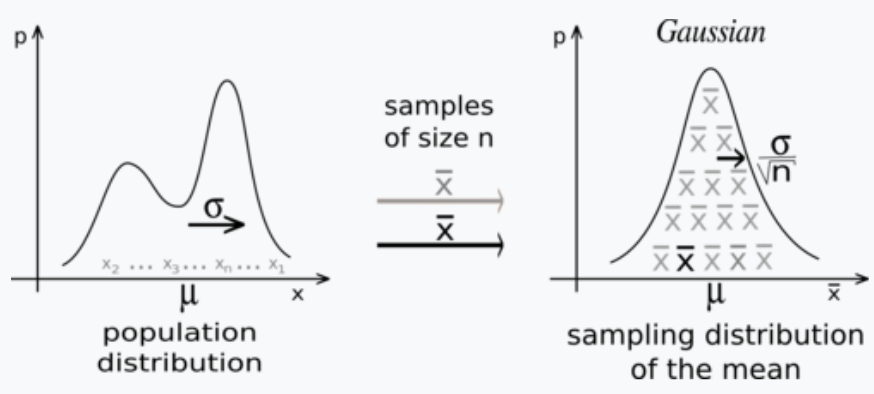 p
σ
x₂ ... x₃... xₙ... x₁
μ
x
population
distribution
samples
of size n
x̄
x̄
p
Gaussian
x̄
x̄ x̄
σ
√n
x̄ x̄ x̄
x̄ x̄ x̄ x̄
x̄ x̄ x̄ x̄ x̄
μ
x̄
sampling distribution
of the mean